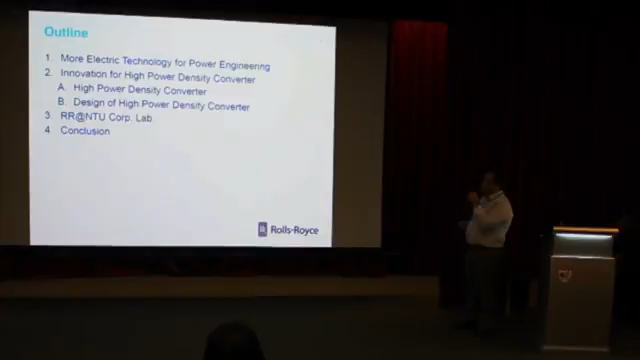 Outline
1. More Electric Technology for Power Engineering
2. Innovation for High Power Density Converter
A. High Power Density Converter
B. Design of High Power Density Converter
3 RR@NTU Corp. Lab.
4 Conclusion
Rolls-Royce